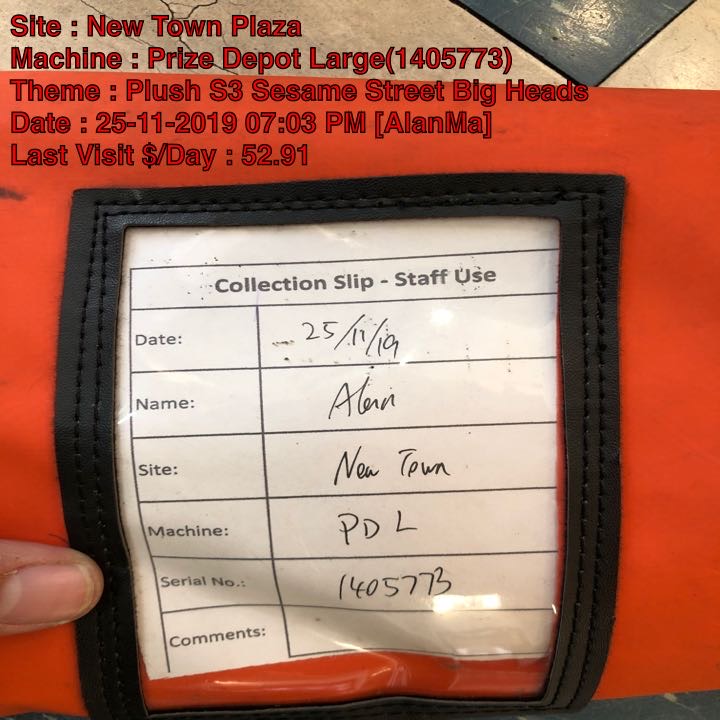 Site : New Town Plaza
Machine : Prize Depot Large(1405773)
Theme : Plush S3 Sesame Street Big Heads
Date : 25-11-2019 07:03 PM [AlanMa]
Last Visit $/Day : 52.91
Collection Slip - Staff Use
Date: 25/11/19
Name: Alan
Site: New Town
Machine: PDL
Serial No.: 1405773
Comments: